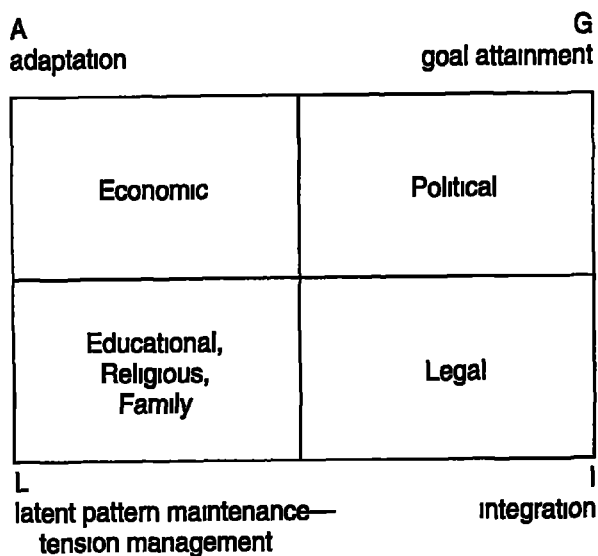 A
adaptation
G
goal attainment
Economic
Political
Educational,
Religious,
Family
Legal
L
latent pattern maintenance—
tension management
I
integration